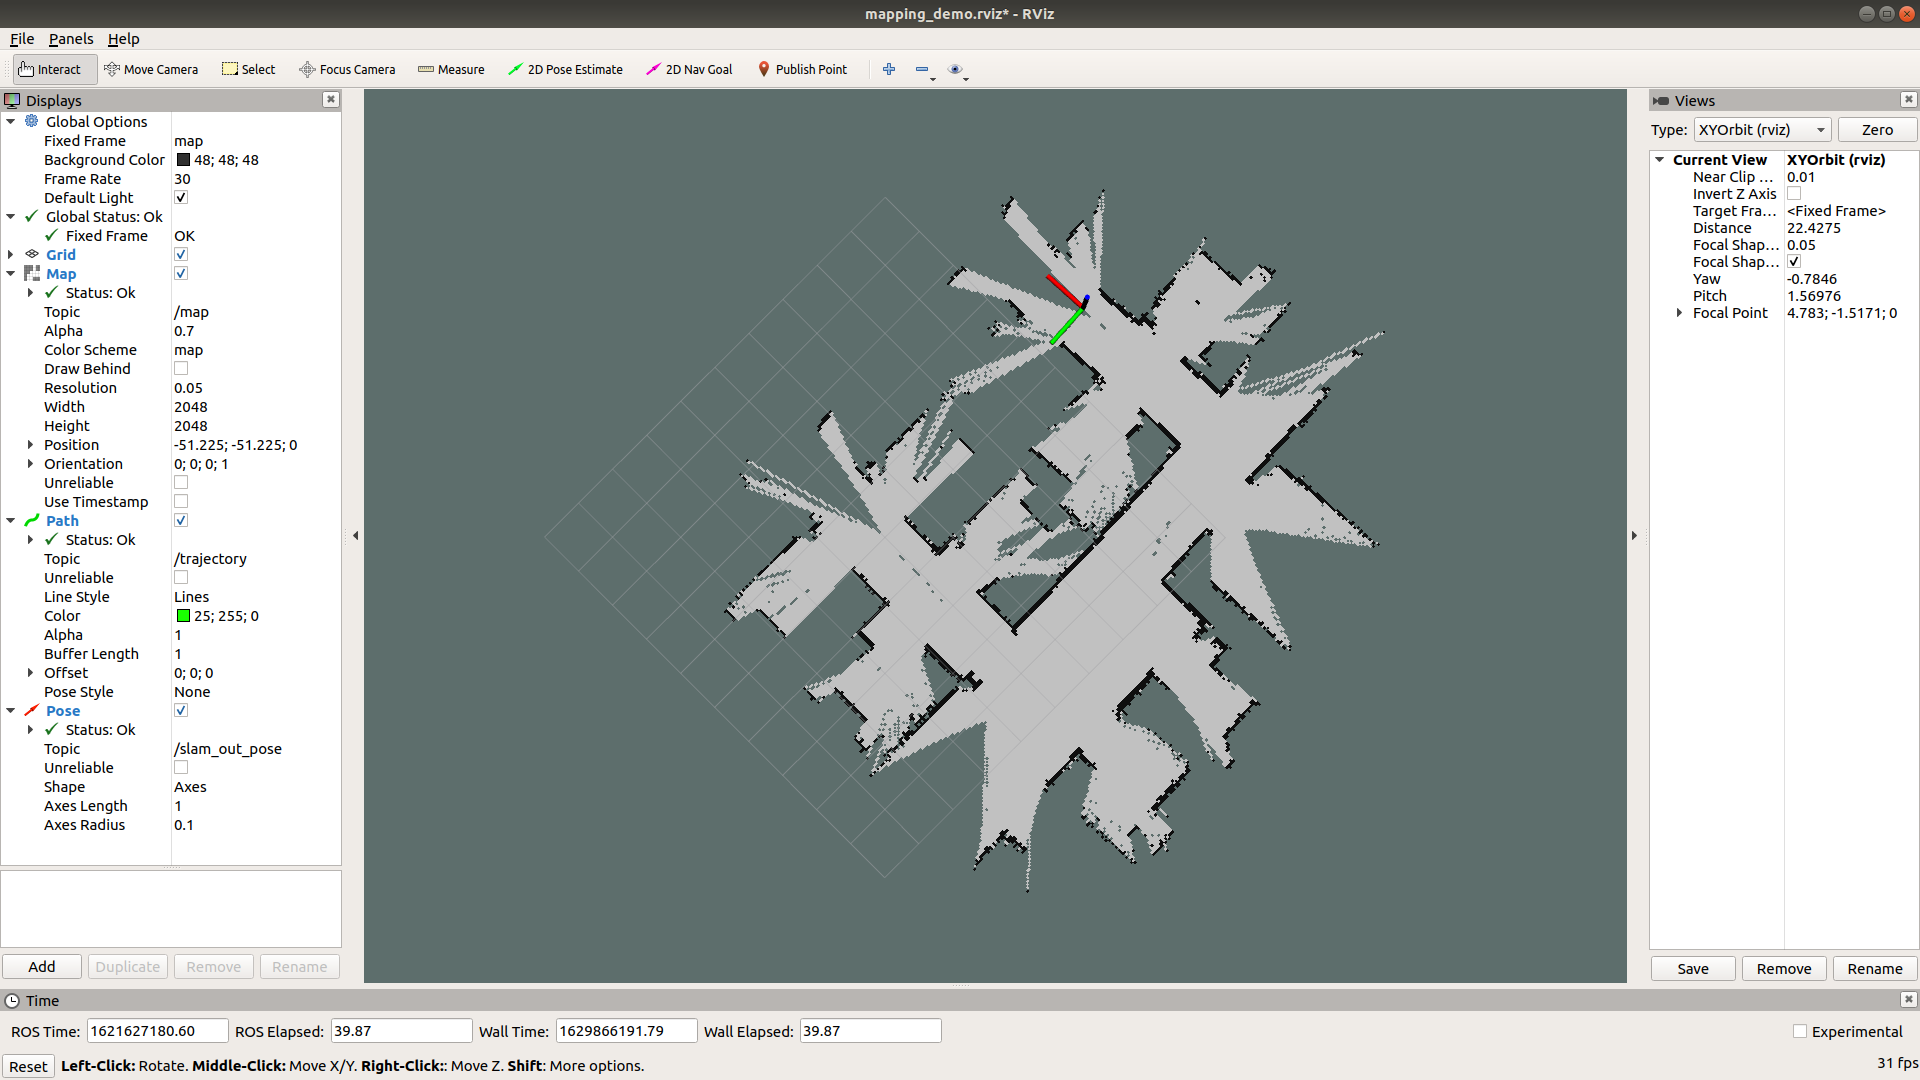 mapping_demo.rviz* - RViz
File Panels Help
Interact Move Camera Select Focus Camera Measure 2D Pose Estimate 2D Nav Goal Publish Point
Displays
Global Options
Fixed Frame map
Background Color 48; 48; 48
Frame Rate 30
Default Light
Global Status: Ok
Fixed Frame OK
Grid
Map
Status: Ok
Topic /map
Alpha 0.7
Color Scheme map
Draw Behind
Resolution 0.05
Width 2048
Height 2048
Position -51.225; -51.225; 0
Orientation 0; 0; 0; 1
Unreliable
Use Timestamp
Path
Status: Ok
Topic /trajectory
Unreliable
Line Style Lines
Color 25; 255; 0
Alpha 1
Buffer Length 1
Offset 0; 0; 0
Pose Style None
Pose
Status: Ok
Topic /slam_out_pose
Unreliable
Shape Axes
Axes Length 1
Axes Radius 0.1
Add Duplicate Remove Rename
Views
Type: XYOrbit (rviz) Zero
Current View XYOrbit (rviz)
Near Clip ... 0.01
Invert Z Axis
Target Fra... <Fixed Frame>
Distance 22.4275
Focal Shap... 0.05
Focal Shap...
Yaw -0.7846
Pitch 1.56976
Focal Point 4.783; -1.5171; 0
Save Remove Rename
Time
ROS Time: 1621627180.60 ROS Elapsed: 39.87 Wall Time: 1629866191.79 Wall Elapsed: 39.87 Experimental
Reset Left-Click: Rotate. Middle-Click: Move X/Y. Right-Click:: Move Z. Shift: More options. 31 fps